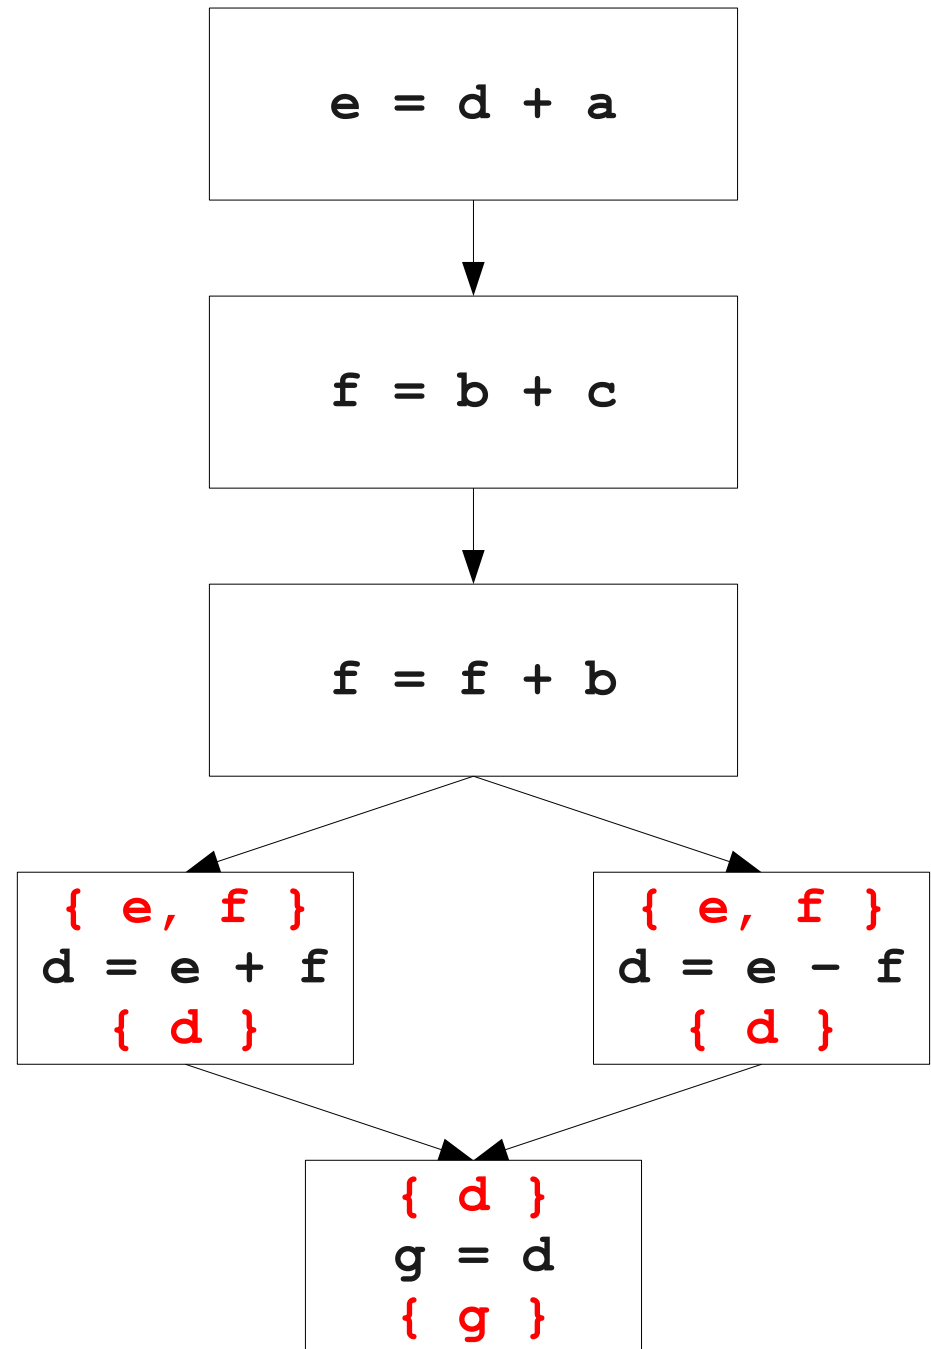 e = d + a
f = b + c
f = f + b
{ e, f }
d = e + f
{ d }
{ e, f }
d = e - f
{ d }
{ d }
g = d
{ g }